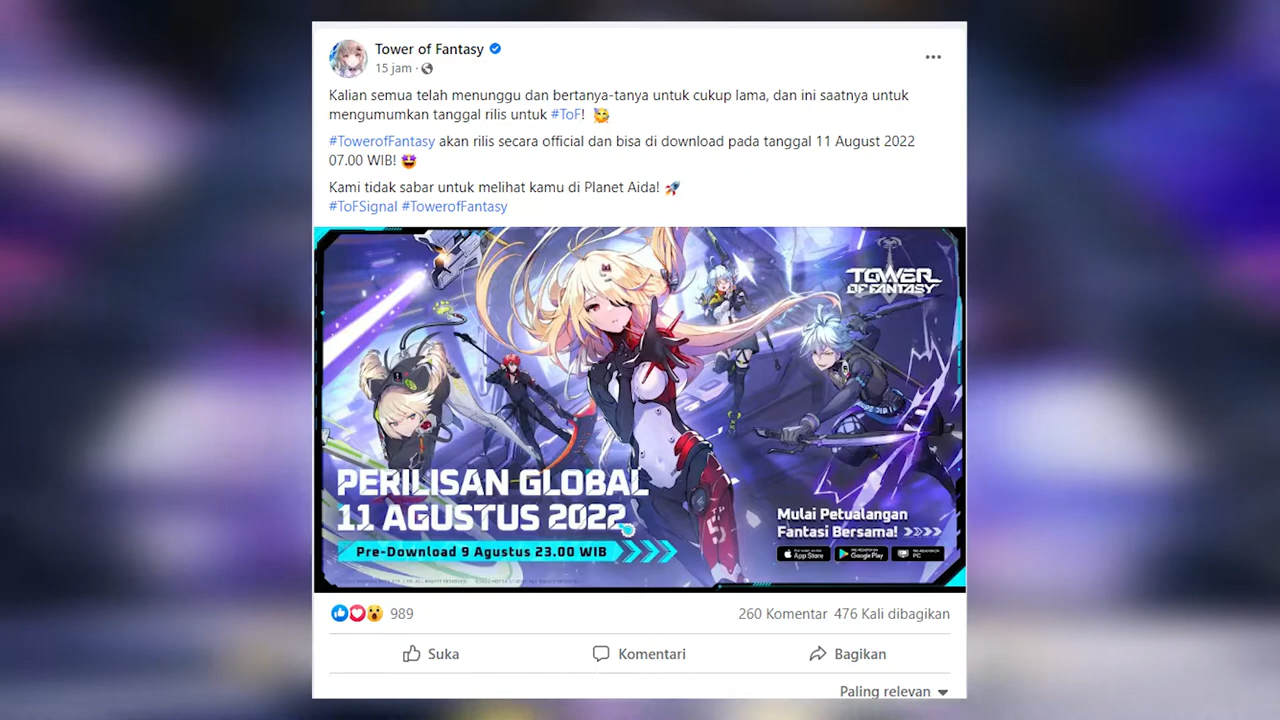 Tower of Fantasy
15 jam ·
Kalian semua telah menunggu dan bertanya-tanya untuk cukup lama, dan ini saatnya untuk
mengumumkan tanggal rilis untuk #ToF!
#TowerofFantasy akan rilis secara official dan bisa di download pada tanggal 11 August 2022
07.00 WIB!
Kami tidak sabar untuk melihat kamu di Planet Aida!
#ToFSignal #TowerofFantasy
TOWER
OF FANTASY
PERILISAN GLOBAL
11 AGUSTUS 2022
Pre-Download 9 Agustus 23.00 WIB
Mulai Petualangan
Fantasi Bersama!
App Store
Google Play
PC
989
260 Komentar 476 Kali dibagikan
Suka
Komentari
Bagikan
Paling relevan